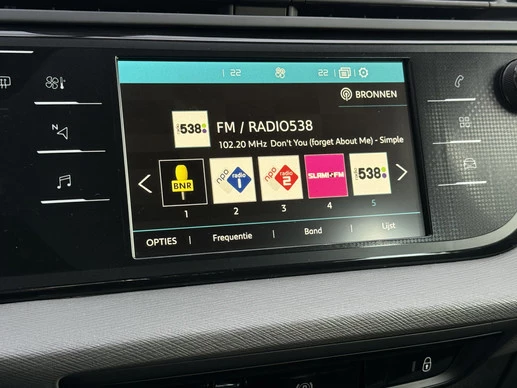 22 22
BRONNEN
538
FM / RADIO538
102.20 MHz Don't You (forget About Me) - Simple
N
BNR
npo radio 1
npo radio 2
SLAM!FM
538
1 2 3 4 5
OPTIES Frequentie Band Lijst